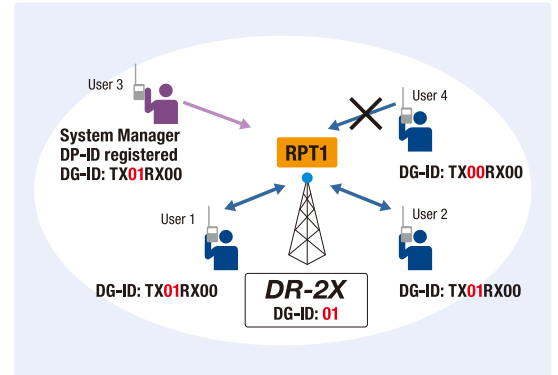 User 3
System Manager
DP-ID registered
DG-ID: TX01RX00
User 4
DG-ID: TX00RX00
RPT1
User 1
DG-ID: TX01RX00
User 2
DG-ID: TX01RX00
DR-2X
DG-ID: 01